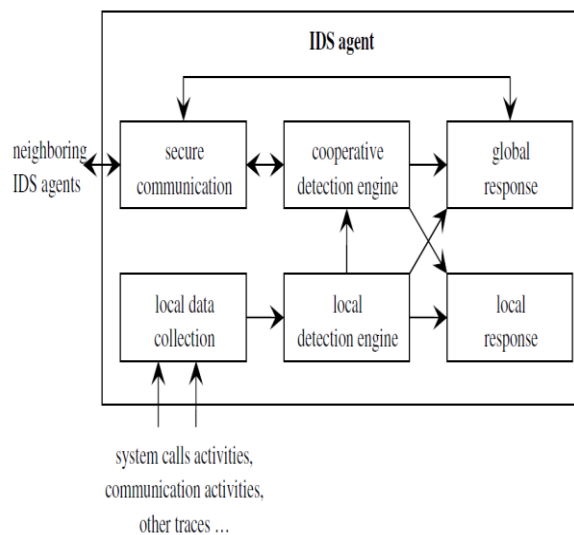 IDS agent
neighboring
IDS agents
secure
communication
cooperative
detection engine
global
response
local data
collection
local
detection engine
local
response
system calls activities,
communication activities,
other traces ...